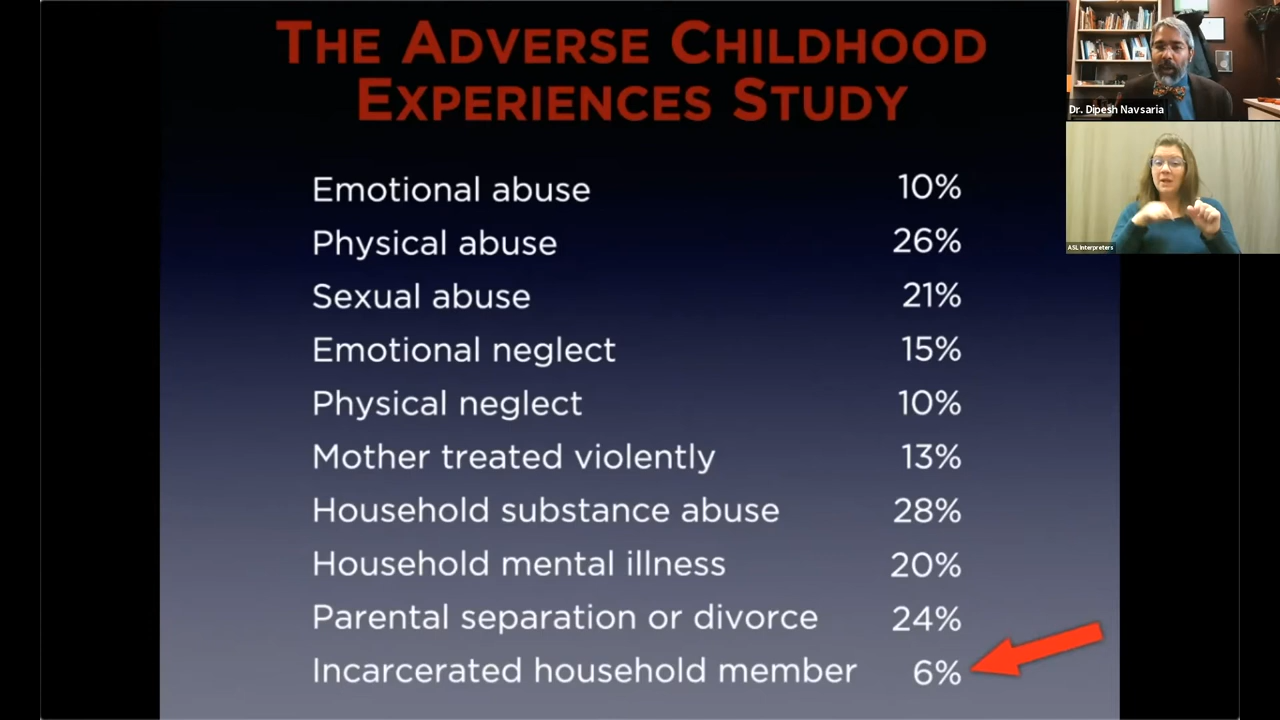 THE ADVERSE CHILDHOOD
EXPERIENCES STUDY
Emotional abuse 10%
Physical abuse 26%
Sexual abuse 21%
Emotional neglect 15%
Physical neglect 10%
Mother treated violently 13%
Household substance abuse 28%
Household mental illness 20%
Parental separation or divorce 24%
Incarcerated household member 6%
Dr. Dipesh Navsaria
ASL Interpreters